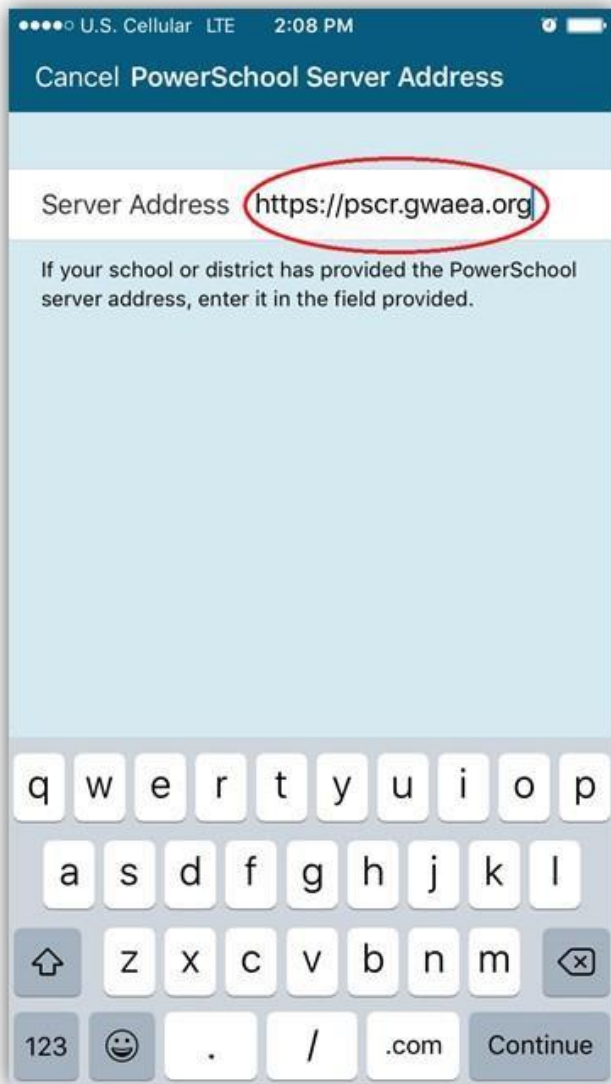 U.S. Cellular LTE 2:08 PM
Cancel PowerSchool Server Address
Server Address https://pscr.gwaea.org
If your school or district has provided the PowerSchool
server address, enter it in the field provided.
q w e r t y u i o p
a s d f g h j k l
z x c v b n m
123 . / .com Continue